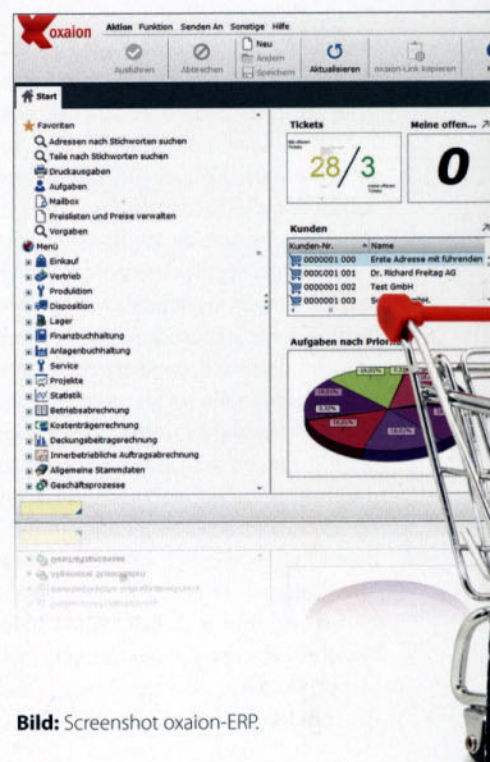 oxaion
Aktion Funktion Senden An Sonstige Hilfe
Ausführen
Abbrechen
Neu
Ändern
Speichern
Aktualisieren
oxaion-Link kopieren
Start
Favoriten
Adressen nach Stichworten suchen
Teile nach Stichworten suchen
Druckausgaben
Aufgaben
Mailbox
Preislisten und Preise verwalten
Vorgaben
Menü
Einkauf
Vertrieb
Produktion
Disposition
Lager
Finanzbuchhaltung
Anlagenbuchhaltung
Service
Projekte
Statistik
Betriebsabrechnung
Kostenträgerrechnung
Deckungsbeitragsrechnung
Innerbetriebliche Auftragsabrechnung
Allgemeine Stammdaten
Geschäftsprozesse
Tickets
28/3
Meine offen...
0
Kunden
Kunden-Nr. Name
0000001 000 Erste Adresse mit führenden
0000001 001 Dr. Richard Freitag AG
0000001 002 Test GmbH
0000001 003
Aufgaben nach
Bild: Screenshot oxaion-ERP.